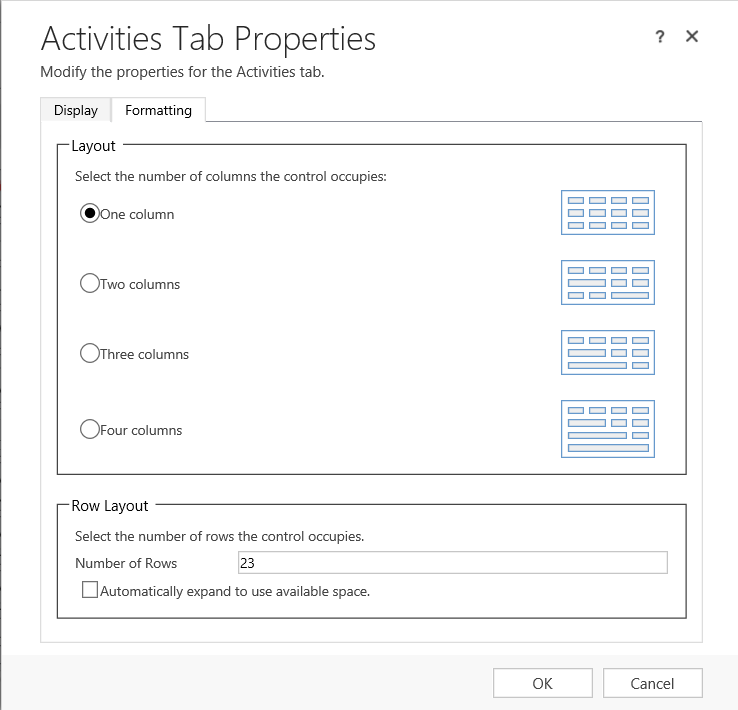 Activities Tab Properties
?
Modify the properties for the Activities tab.
Display
Formatting
Layout
Select the number of columns the control occupies:
One column
Two columns
Three columns
Four columns
Row Layout
Select the number of rows the control occupies.
Number of Rows
23
Automatically expand to use available space.
OK
Cancel